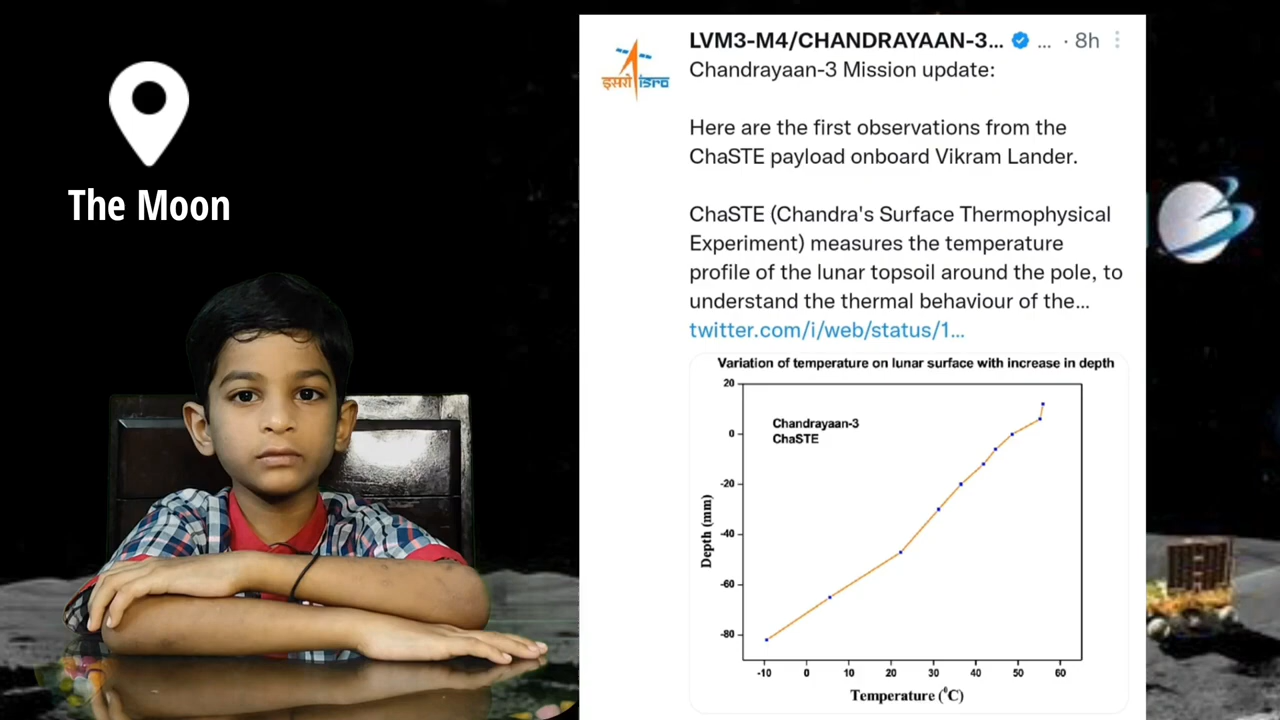 The Moon
इसरो isro
LVM3-M4/CHANDRAYAAN-3... ... · 8h
Chandrayaan-3 Mission update:
Here are the first observations from the
ChaSTE payload onboard Vikram Lander.
ChaSTE (Chandra's Surface Thermophysical
Experiment) measures the temperature
profile of the lunar topsoil around the pole, to
understand the thermal behaviour of the...
twitter.com/i/web/status/1...
Variation of temperature on lunar surface with increase in depth
20
Chandrayaan-3
ChaSTE
0
-20
-40
-60
-80
Depth (mm)
-10 0 10 20 30 40 50 60
Temperature (⁰C)